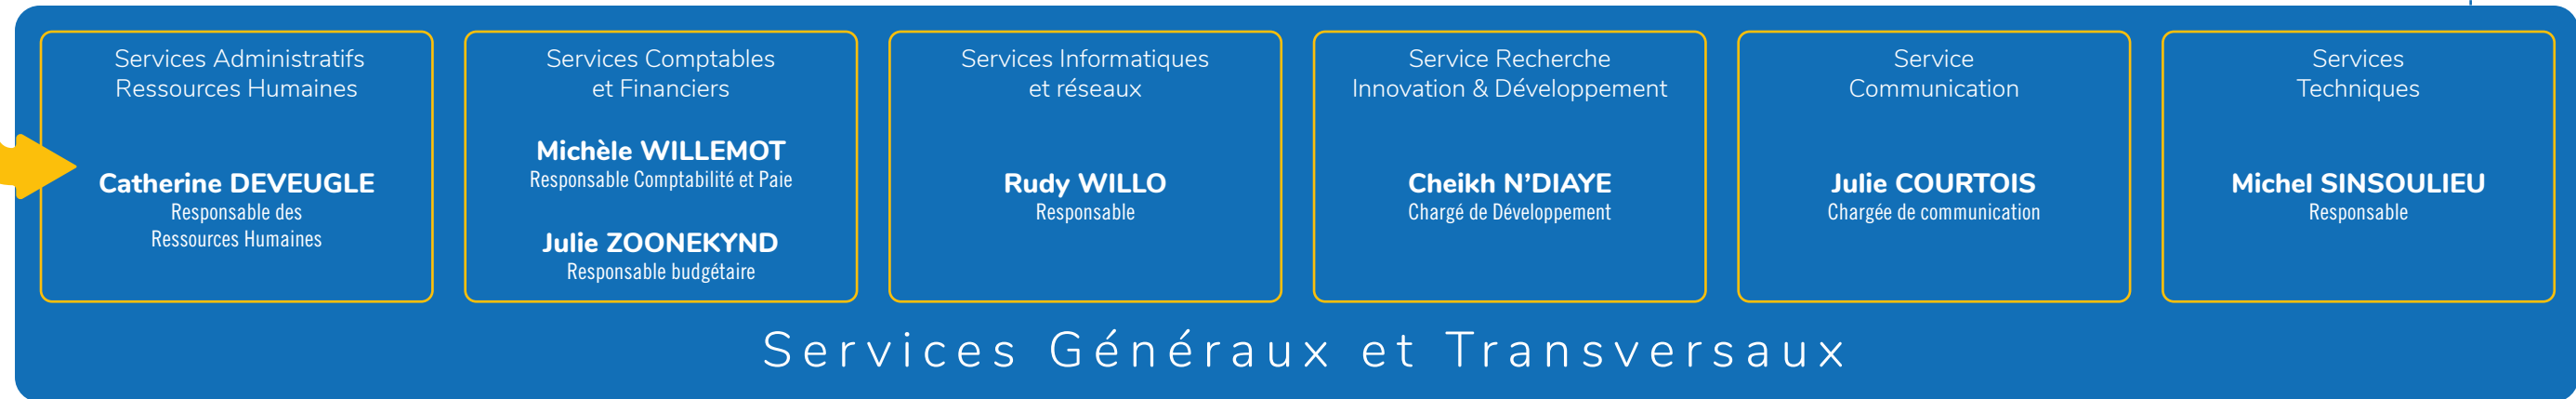 Services Administratifs
Ressources Humaines
Catherine DEVEUGLE
Responsable des
Ressources Humaines
Services Comptables
et Financiers
Michèle WILLEMOT
Responsable Comptabilité et Paie
Julie ZOONEKYND
Responsable budgétaire
Services Informatiques
et réseaux
Rudy WILLO
Responsable
Service Recherche
Innovation & Développement
Cheikh N’DIAYE
Chargé de Développement
Service
Communication
Julie COURTOIS
Chargée de communication
Services
Techniques
Michel SINSOULIEU
Responsable
Services Généraux et Transversaux